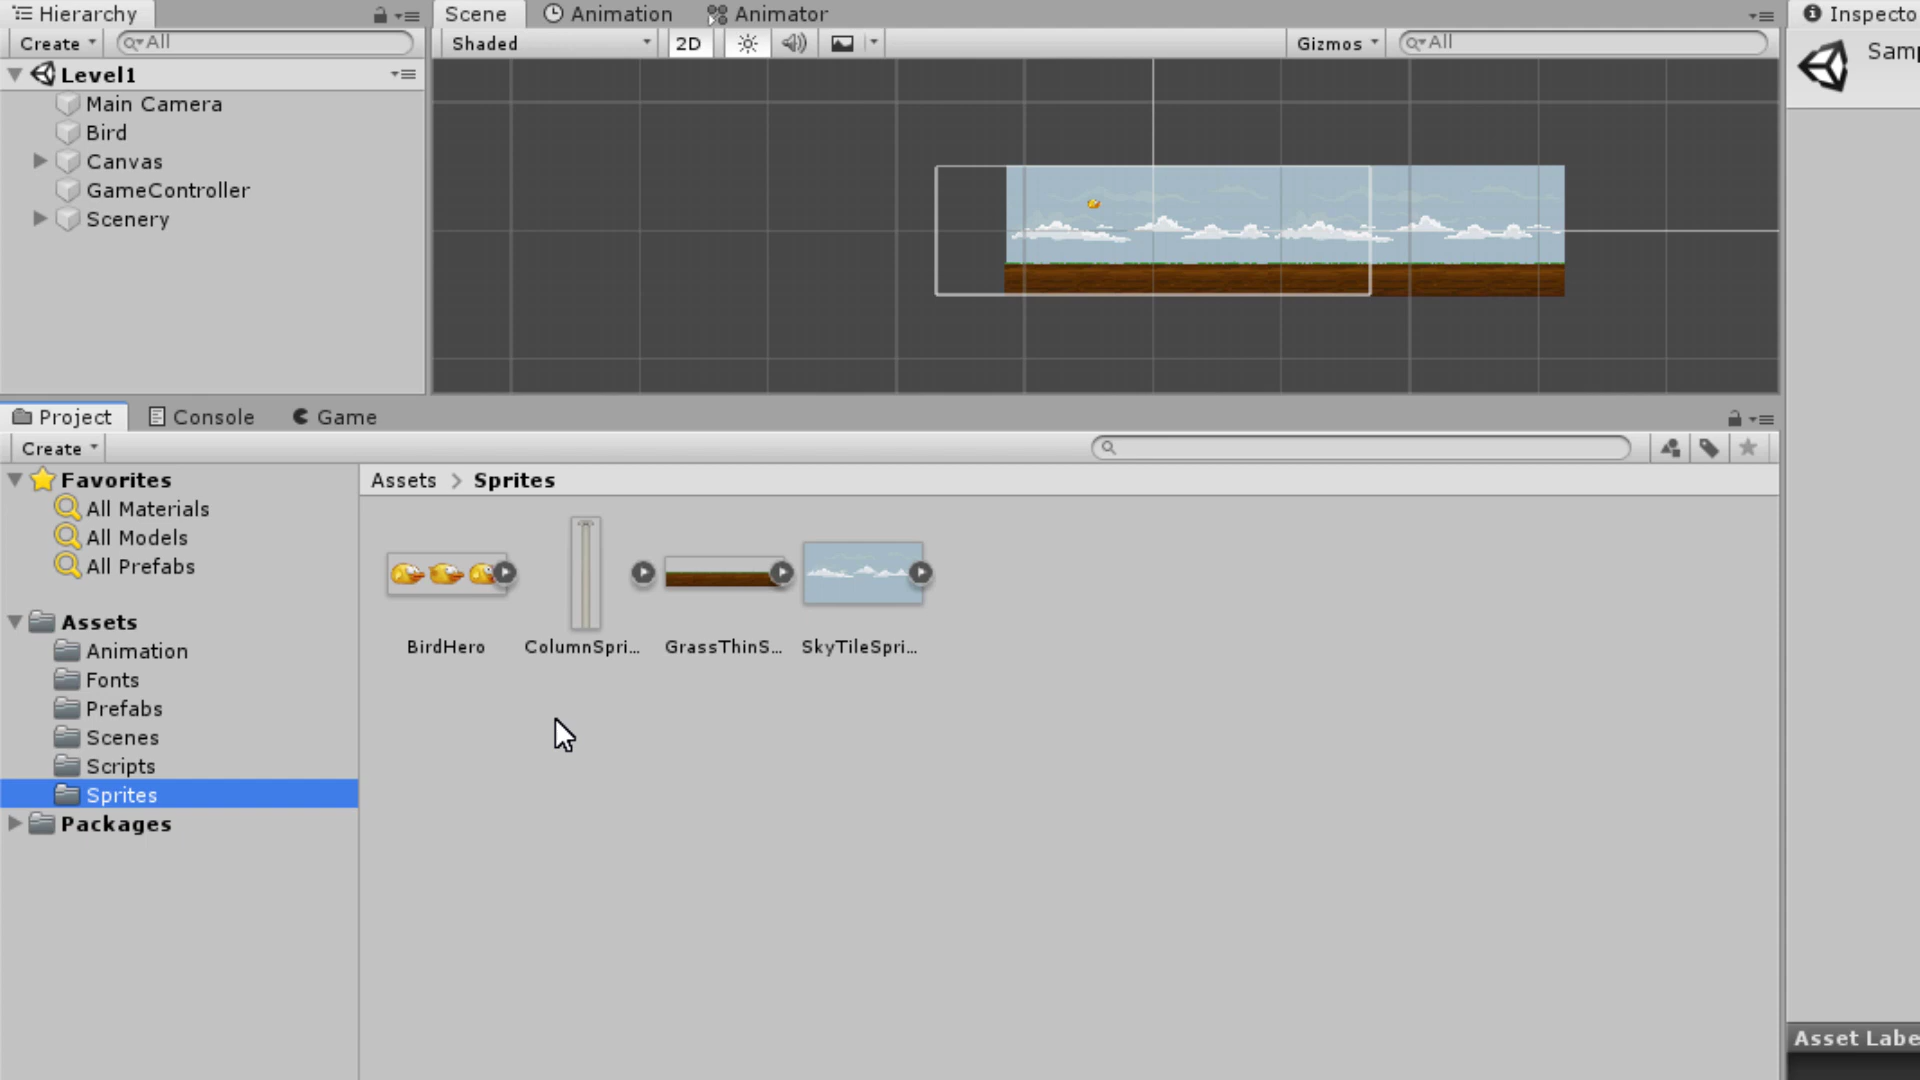 Hierarchy
Create
All
Level1
Main Camera
Bird
Canvas
GameController
Scenery
Scene
Animation
Animator
Shaded
2D
Gizmos
All
Inspecto
Samp
Project
Console
Game
Create
Favorites
All Materials
All Models
All Prefabs
Assets
Animation
Fonts
Prefabs
Scenes
Scripts
Sprites
Packages
Assets > Sprites
BirdHero
ColumnSpri...
GrassThinS...
SkyTileSpri...
Asset Labe